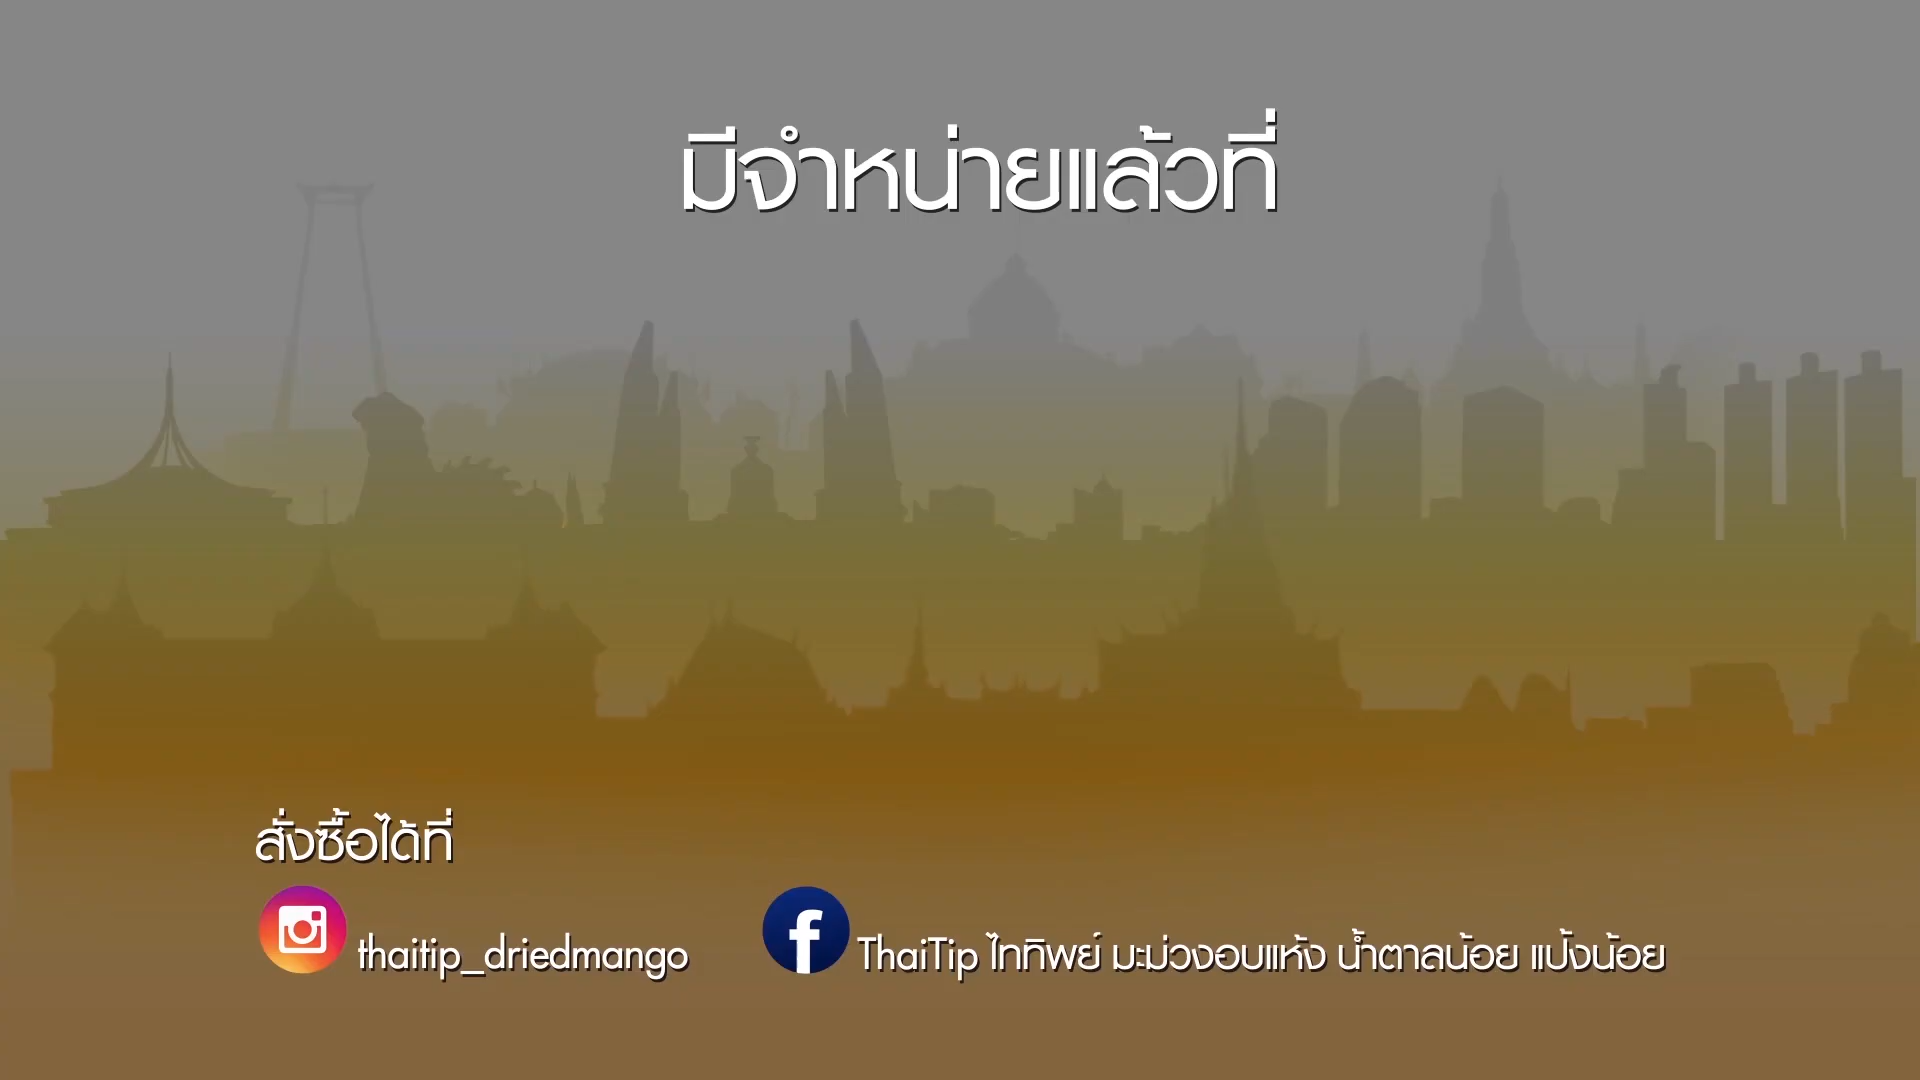 มีจำหน่ายแล้วที่
สั่งซื้อได้ที่
thaitip_driedmango
ThaiTip ไททิพย์ มะม่วงอบแห้ง น้ำตาลน้อย แป้งน้อย